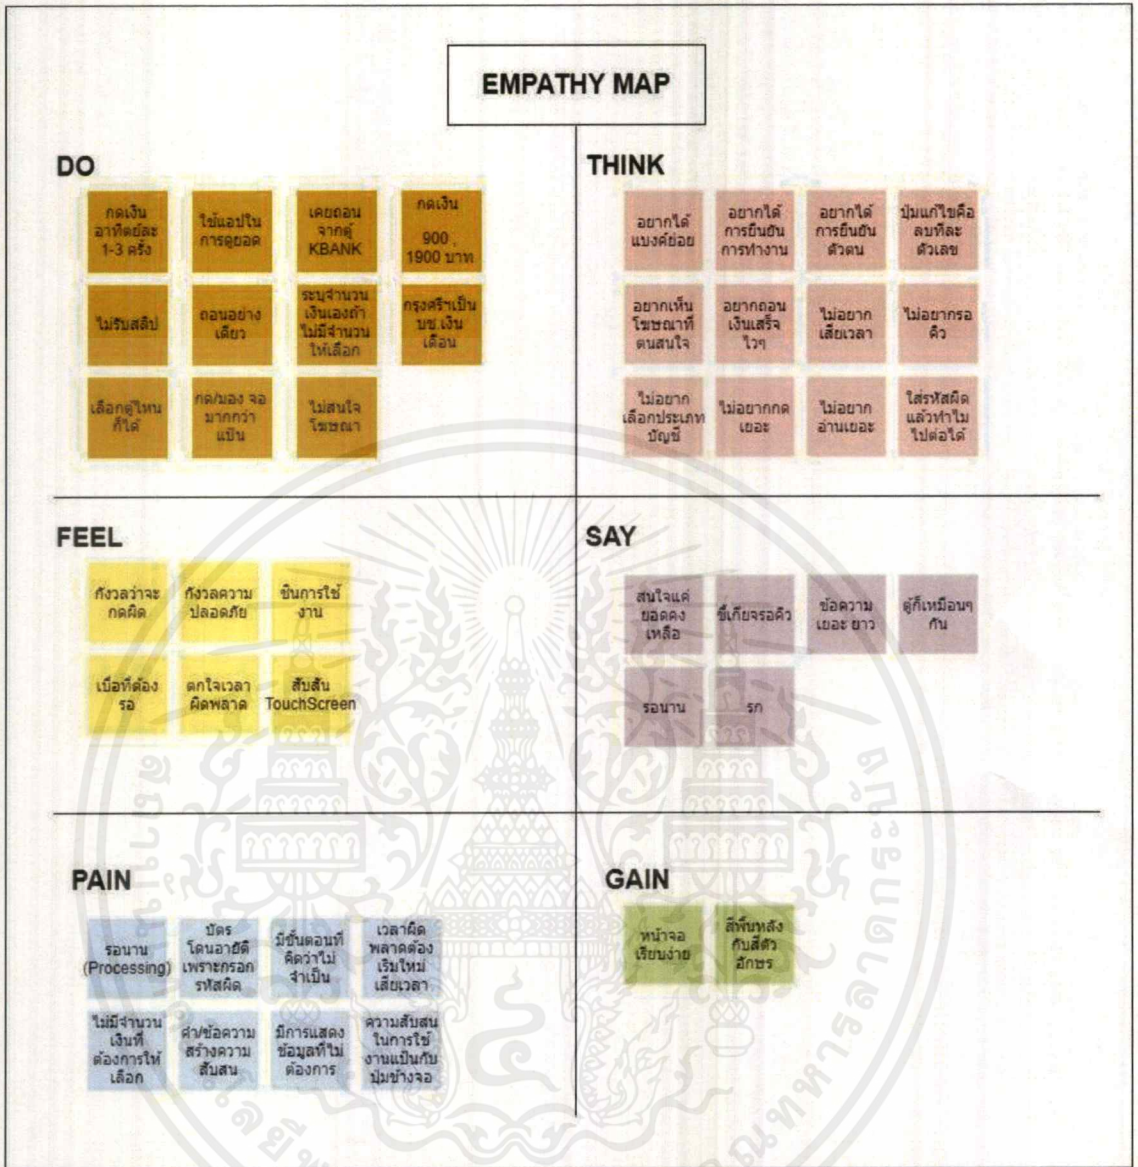 EMPATHY MAP
DO
กดเงิน
อาทิตย์ละ
1-3 ครั้ง
ใช้แอปใน
การดูยอด
เคยถอน
จากตู้
KBANK
กดเงิน
900 ,
1900 บาท
ไม่รับสลิป
ถอนอย่าง
เดียว
ระบุจำนวน
เงินเองถ้า
ไม่มีจำนวน
ให้เลือก
กรุงศรีฯเป็น
บช.เงิน
เดือน
เลือกตู้ไหน
ก็ได้
กด/มอง จอ
มากกว่า
แป้น
ไม่สนใจ
โฆษณา
THINK
อยากได้
แบงค์ย่อย
อยากได้
การยืนยัน
การทำงาน
อยากได้
การยืนยัน
ตัวตน
ปุ่มแก้ไขคือ
ลบทีละ
ตัวเลข
อยากเห็น
โฆษณาที่
ตนสนใจ
อยากถอน
เงินเสร็จ
ไวๆ
ไม่อยาก
เสียเวลา
ไม่อยากรอ
คิว
ไม่อยาก
เลือกประเภท
บัญชี
ไม่อยากกด
เยอะ
ไม่อยาก
อ่านเยอะ
ใส่รหัสผิด
แล้วทำไม
ไปต่อได้
FEEL
กังวลว่าจะ
กดผิด
กังวลความ
ปลอดภัย
ชินการใช้
งาน
เบื่อที่ต้อง
รอ
ตกใจเวลา
ผิดพลาด
สับสัน
TouchScreen
SAY
สนใจแค่
ยอดคง
เหลือ
ขี้เกียจรอคิว
ข้อความ
เยอะ ยาว
ตู้ก็เหมือนๆ
กัน
รอนาน
รก
PAIN
รอนาน
(Processing)
บัตร
โดนอายัติ
เพราะกรอก
รหัสผิด
มีขั้นตอนที่
คิดว่าไม่
จำเป็น
เวลาผิด
พลาดต้อง
เริ่มใหม่
เสียเวลา
ไม่มีจำนวน
เงินที่
ต้องการให้
เลือก
คำ/ข้อความ
สร้างความ
สับสน
มีการแสดง
ข้อมูลที่ไม่
ต้องการ
ความสับสน
ในการใช้
งานแป้นกับ
ปุ่มข้างจอ
GAIN
หน้าจอ
เรียบง่าย
สีพื้นหลัง
กับสีตัว
อักษร